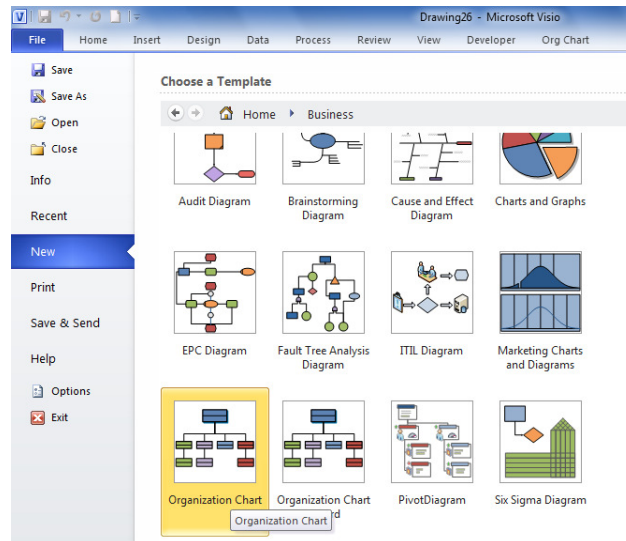 Drawing26 - Microsoft Visio
File Home Insert Design Data Process Review View Developer Org Chart
Save
Save As
Open
Close
Info
Recent
New
Print
Save & Send
Help
Options
Exit
Choose a Template
Home Business
Audit Diagram
Brainstorming
Diagram
Cause and Effect
Diagram
Charts and Graphs
EPC Diagram
Fault Tree Analysis
Diagram
ITIL Diagram
Marketing Charts
and Diagrams
Organization Chart
Organization Chart
PivotDiagram
Six Sigma Diagram
Organization Chart